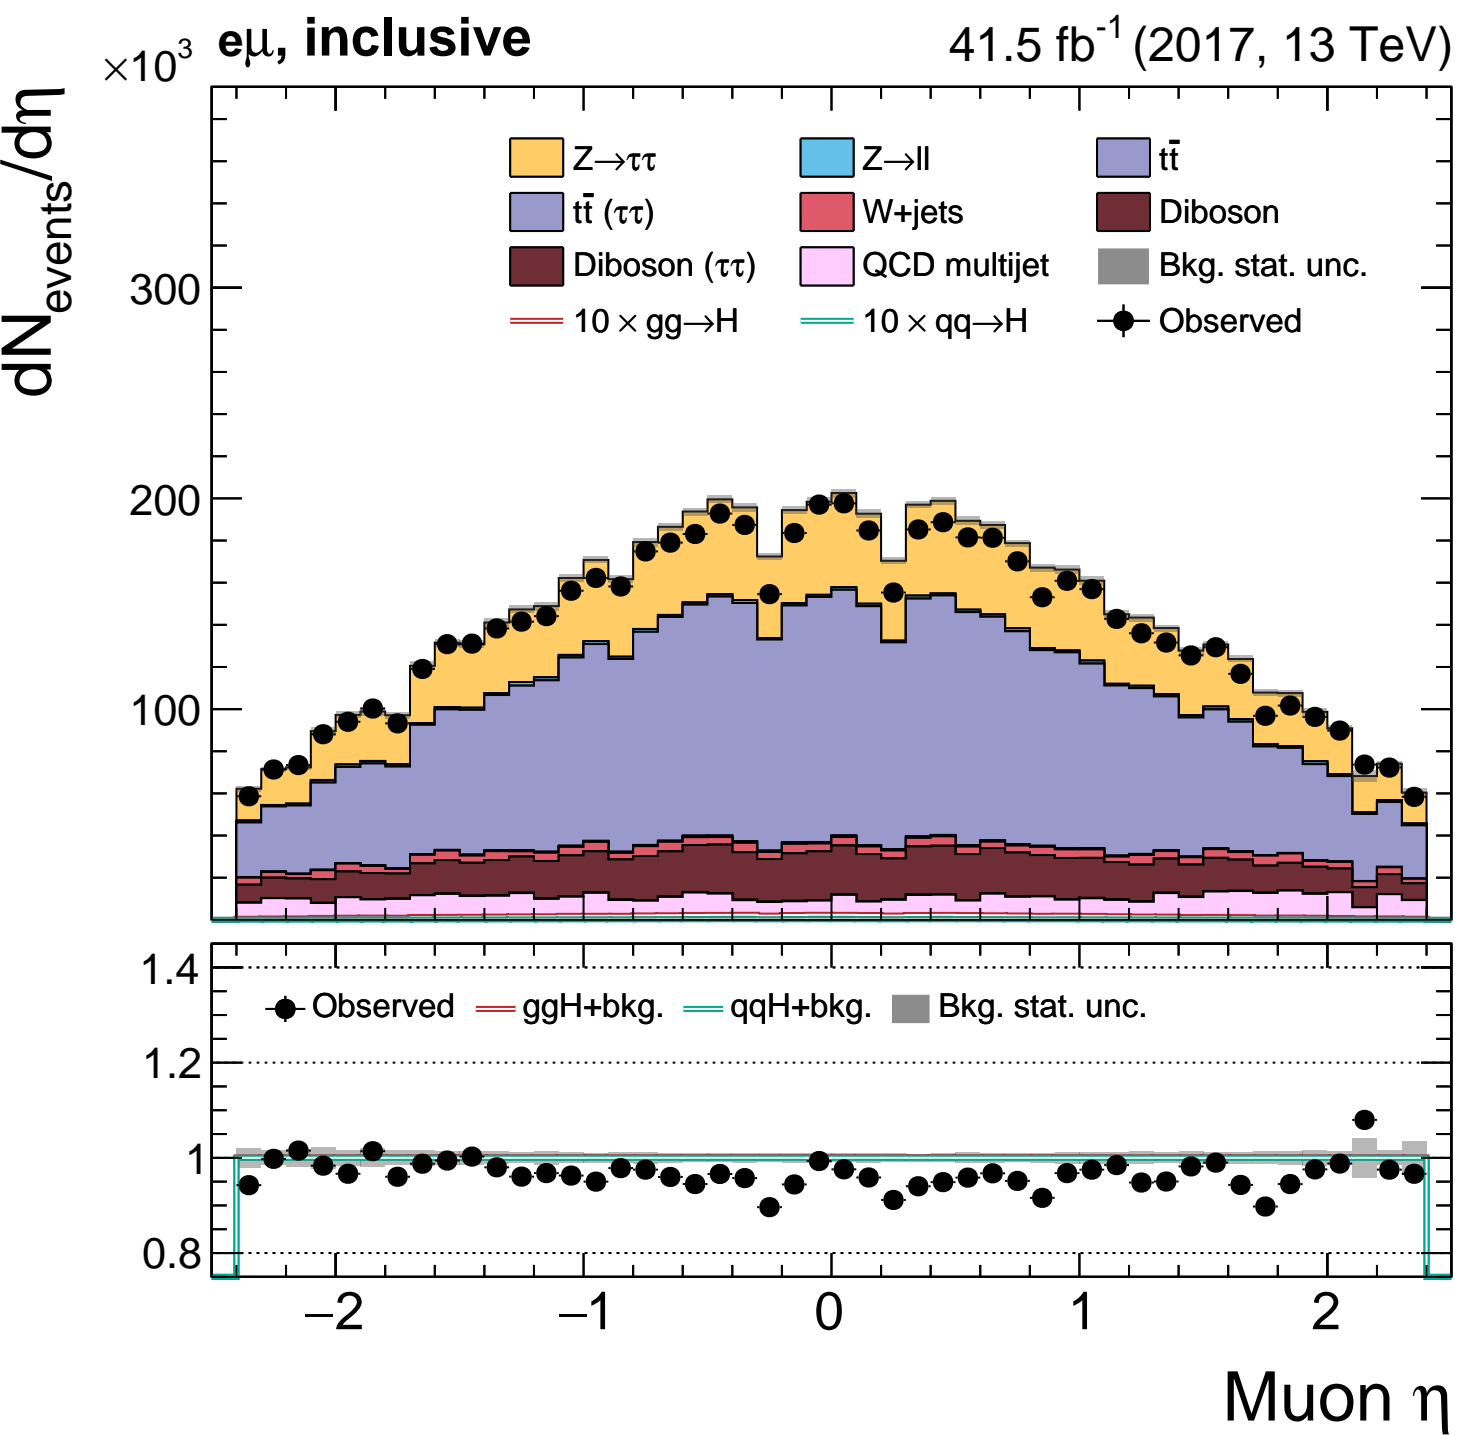 ×10³ eμ, inclusive 41.5 fb⁻¹ (2017, 13 TeV)
dN_events/dη
Z→ττ Z→ll tt̄
tt̄ (ττ) W+jets Diboson
Diboson (ττ) QCD multijet Bkg. stat. unc.
10 × gg→H 10 × qq→H Observed
300
200
100
1.4
Observed ggH+bkg. qqH+bkg. Bkg. stat. unc.
1.2
1
0.8
−2 −1 0 1 2
Muon η